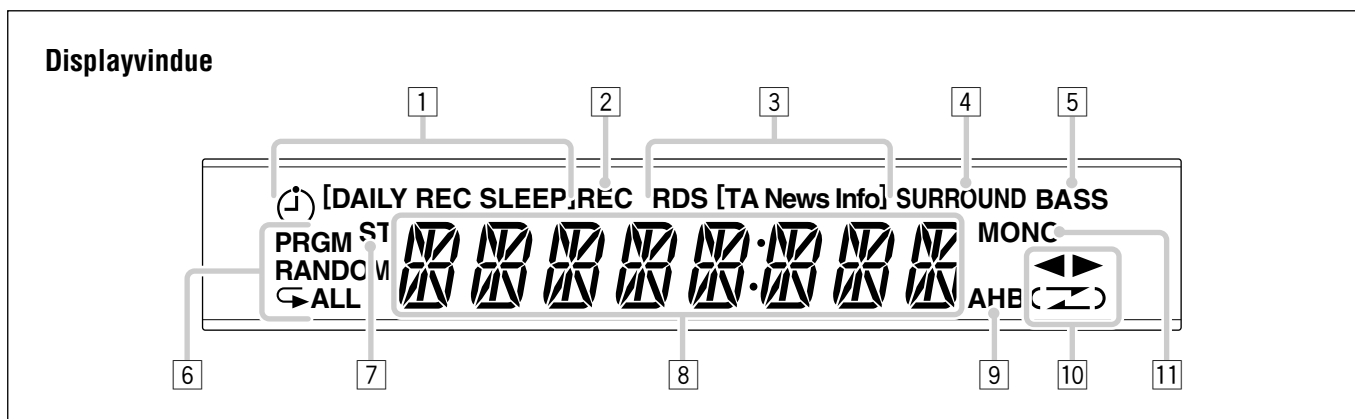 Displayvindue
1 2 3 4 5
[DAILY REC SLEEP] REC RDS [TA News Info] SURROUND BASS
PRGM ST MONO
RANDOM
ALL AHB
6 7 8 9 10 11